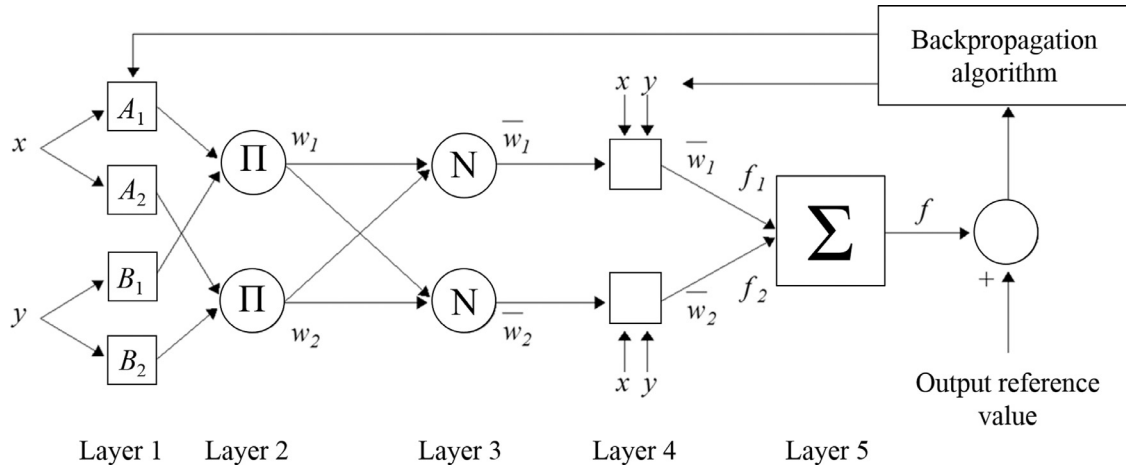 Backpropagation
algorithm
x y
A₁
w₁ w̅₁ w̅₁ f₁
x
Π N
A₂
Σ f
B₁
+
y
Π N
w₂ w̅₂ w̅₂ f₂
B₂
x y
Output reference
value
Layer 1 Layer 2 Layer 3 Layer 4 Layer 5